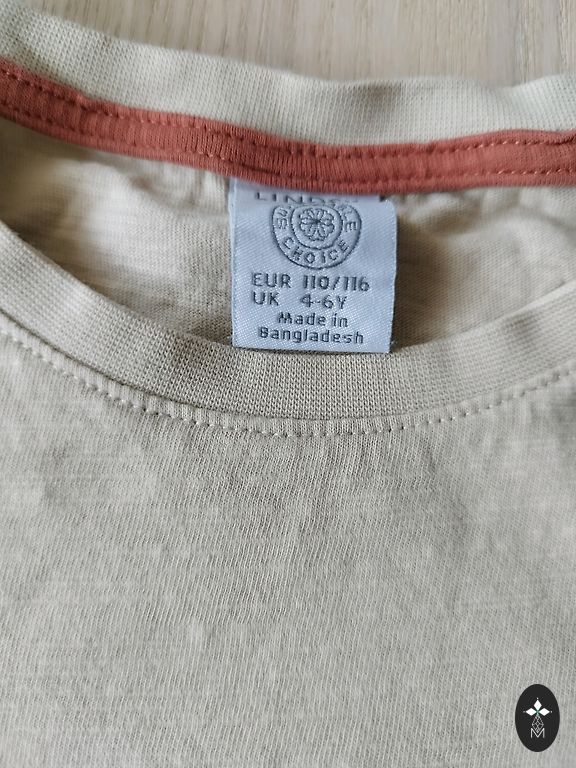 CHOICE
EUR 110/116
UK 4-6Y
Made in
Bangladesh
M